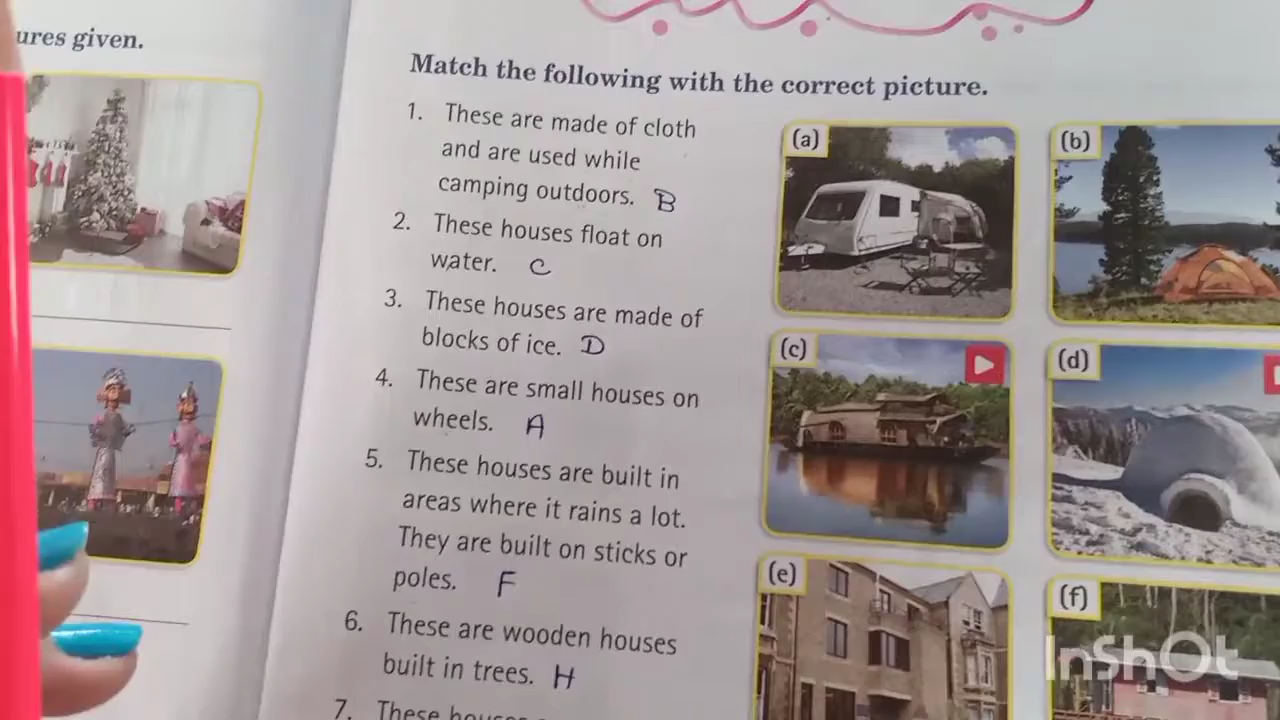 ures given.
Match the following with the correct picture.
1. These are made of cloth
and are used while
camping outdoors. B
2. These houses float on
water. C
3. These houses are made of
blocks of ice. D
4. These are small houses on
wheels. A
5. These houses are built in
areas where it rains a lot.
They are built on sticks or
poles. F
6. These are wooden houses
built in trees. H
7. These
(a)
(b)
(c)
(d)
(e)
(f)
InShOt